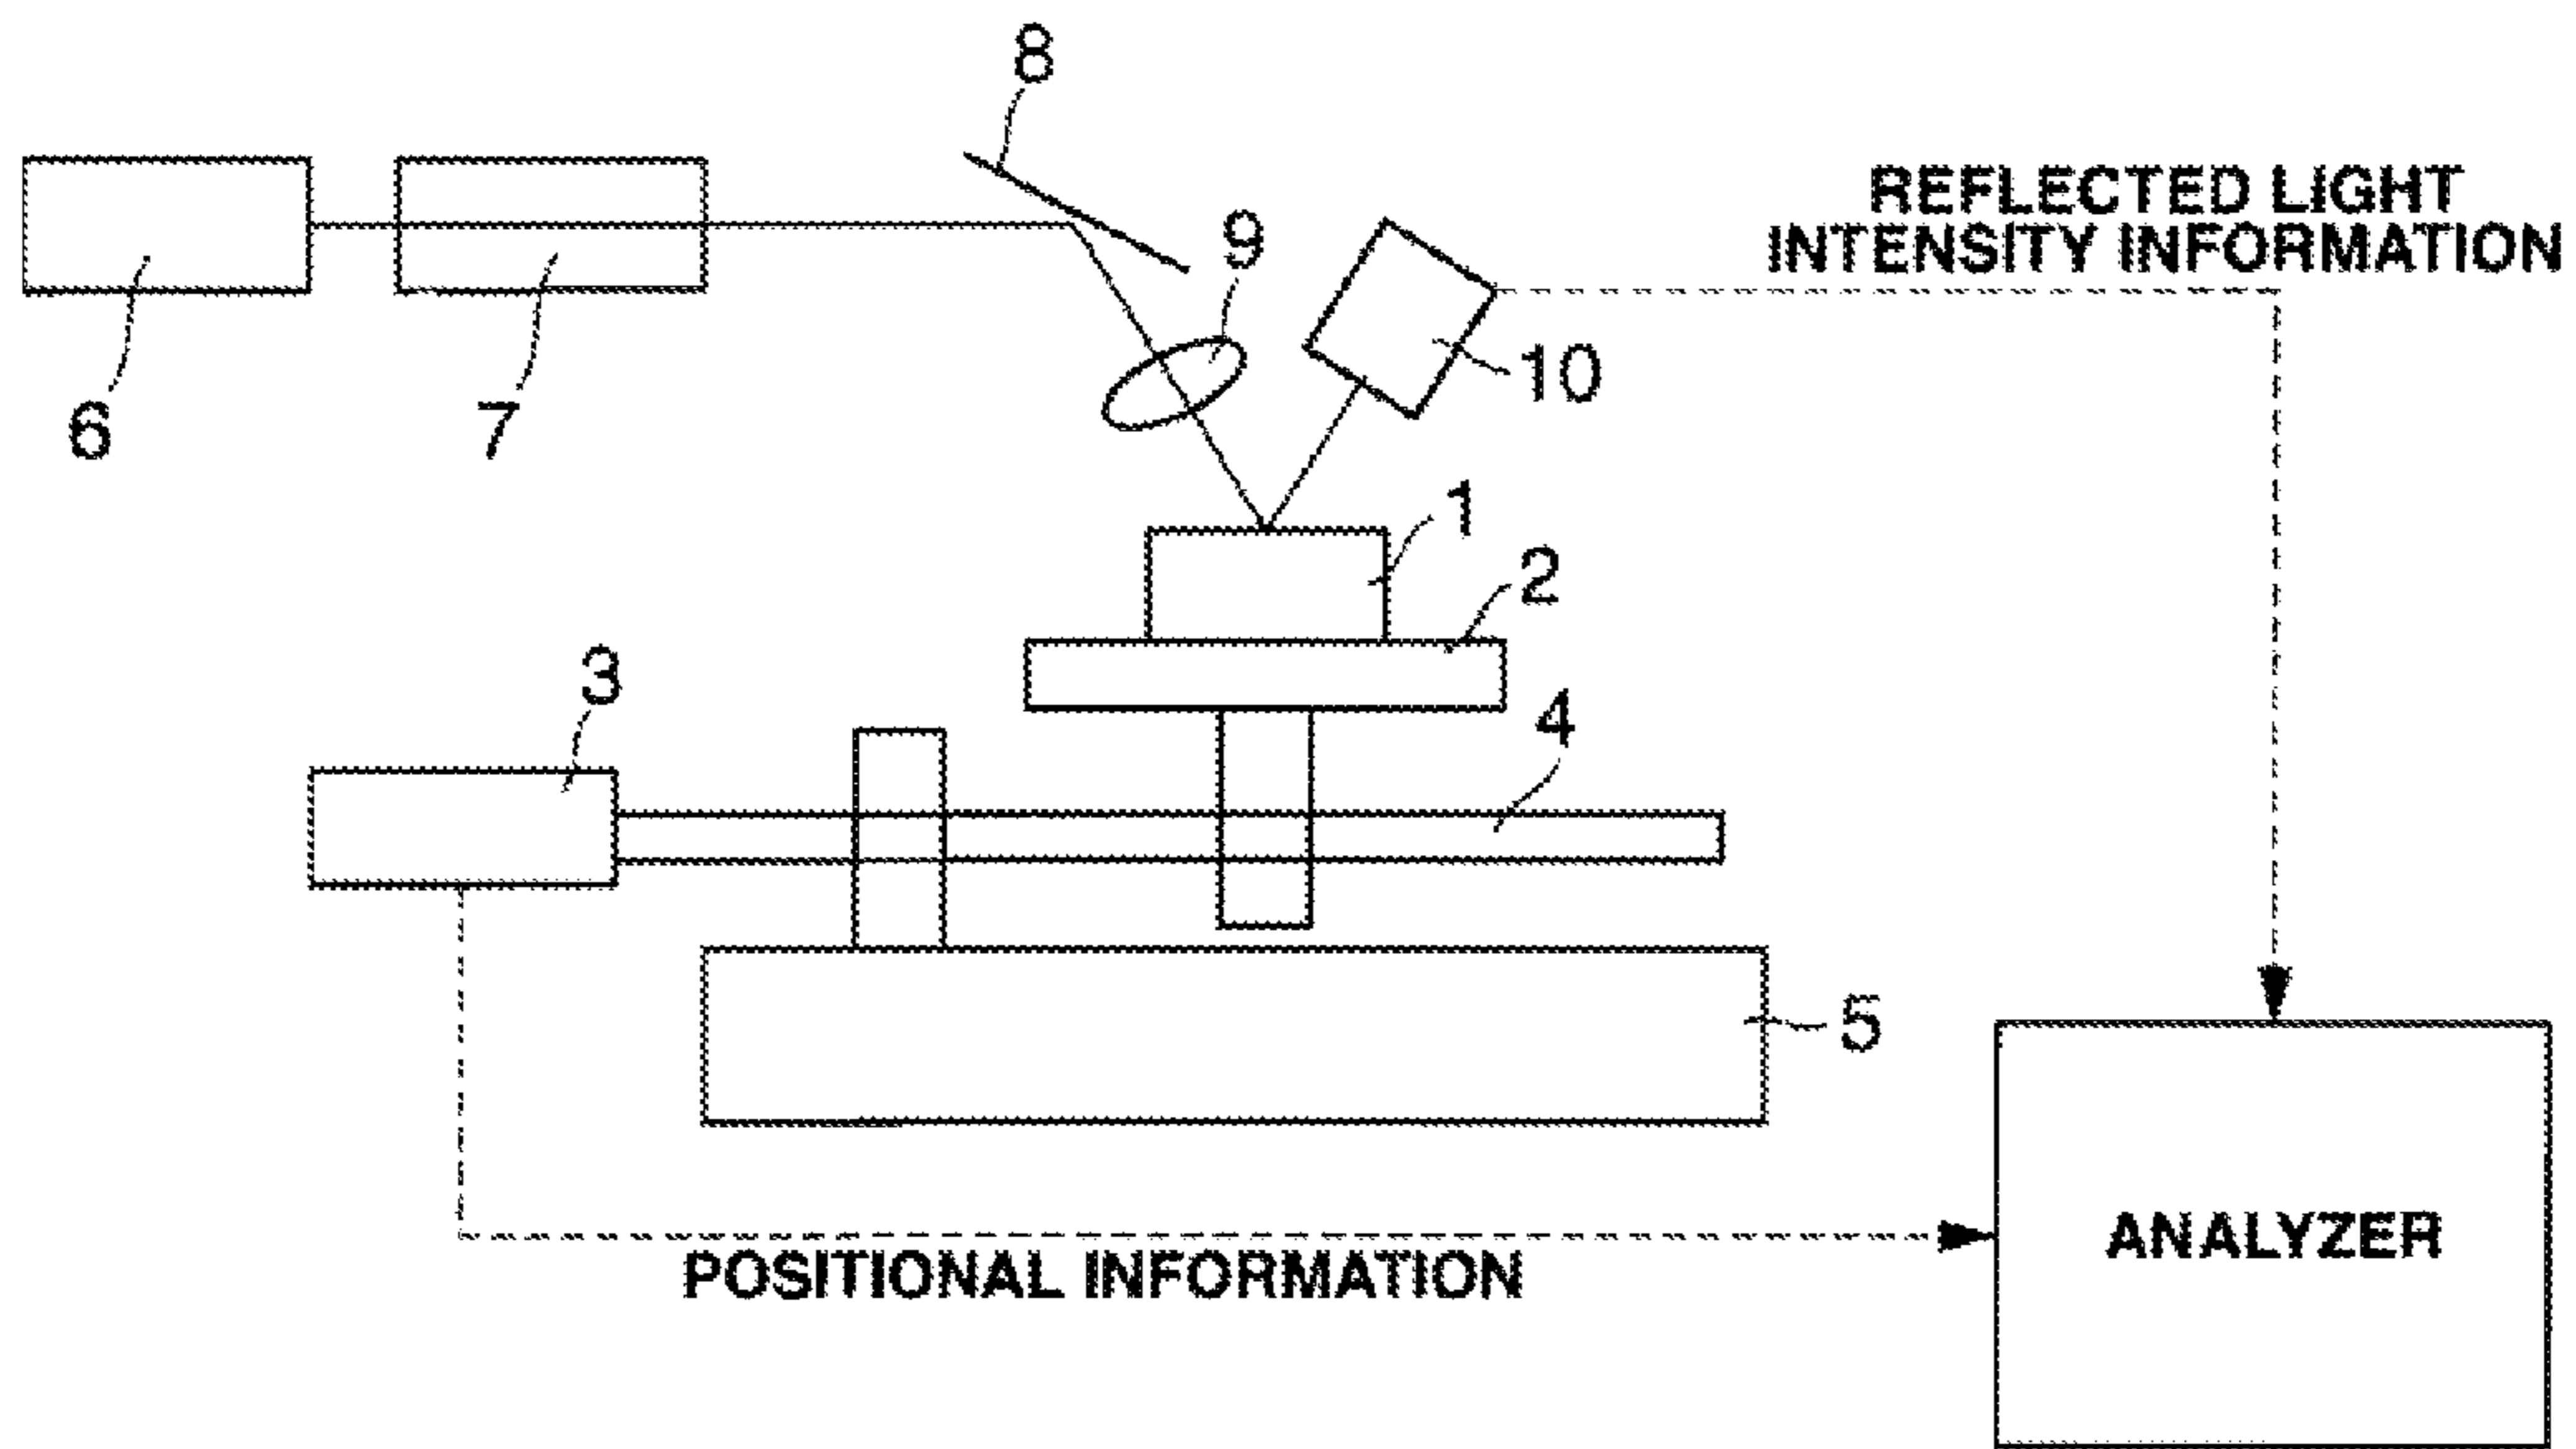 8
REFLECTED LIGHT
INTENSITY INFORMATION
9
10
6
7
1
2
3
4
5
ANALYZER
POSITIONAL INFORMATION